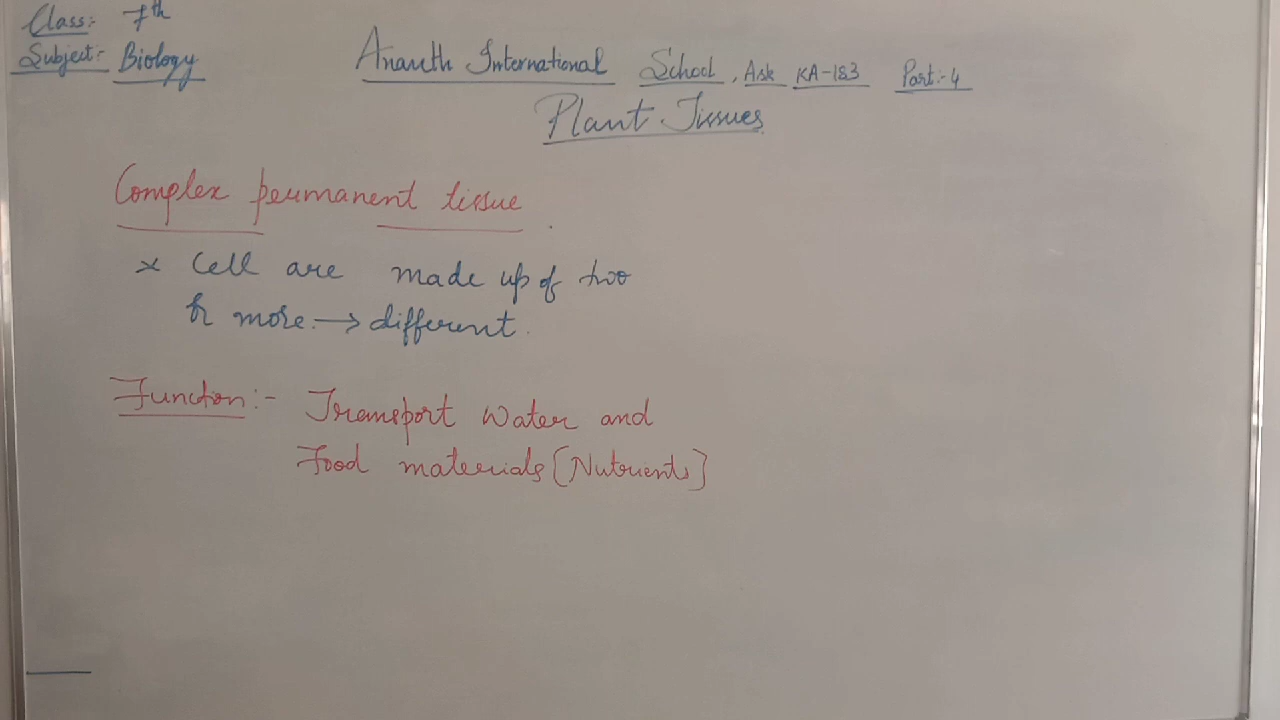 Class:- 7th
Subject:- Biology
Ananth International School, Ask KA-183 Part:-4
Plant Tissues
Complex permanent tissue
x Cell are made up of two
or more. → different.
Function:- Transport Water and
Food materials [Nutrients]